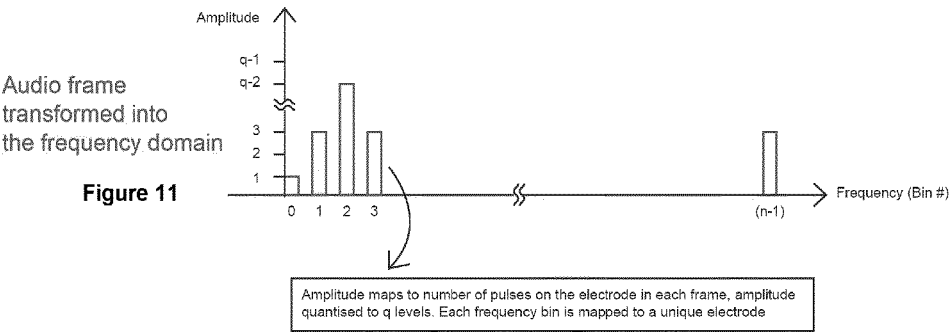 Amplitude
q-1
q-2
Audio frame
transformed into
the frequency domain
3
2
1
Figure 11
0 1 2 3 (n-1)
Frequency (Bin #)
Amplitude maps to number of pulses on the electrode in each frame, amplitude
quantised to q levels. Each frequency bin is mapped to a unique electrode